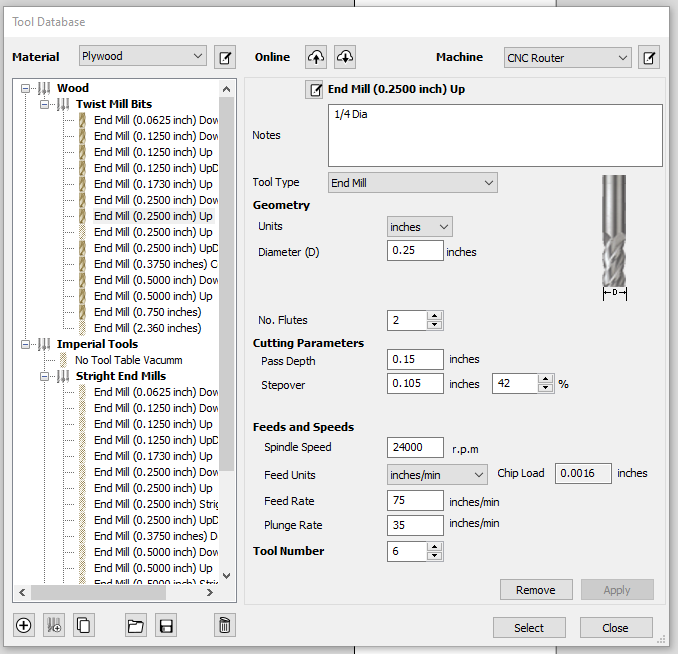 Tool Database
Material Plywood Online Machine CNC Router
Wood
Twist Mill Bits
End Mill (0.0625 inch) Dow
End Mill (0.1250 inch) Dow
End Mill (0.1250 inch) Up
End Mill (0.1250 inch) UpD
End Mill (0.1730 inch) Up
End Mill (0.2500 inch) Dow
End Mill (0.2500 inch) Up
End Mill (0.2500 inch) Up
End Mill (0.2500 inch) UpD
End Mill (0.3750 inches) C
End Mill (0.5000 inch) Dow
End Mill (0.5000 inch) Up
End Mill (0.750 inches)
End Mill (2.360 inches)
Imperial Tools
No Tool Table Vacumm
Stright End Mills
End Mill (0.0625 inch) Dow
End Mill (0.1250 inch) Dow
End Mill (0.1250 inch) Up
End Mill (0.1250 inch) UpD
End Mill (0.1730 inch) Up
End Mill (0.2500 inch) Dow
End Mill (0.2500 inch) Up
End Mill (0.2500 inch) Strig
End Mill (0.2500 inch) UpD
End Mill (0.3750 inches) D
End Mill (0.5000 inch) Dow
End Mill (0.5000 inch) Up
End Mill (0.5000 inch) Strig
End Mill (0.2500 inch) Up
Notes 1/4 Dia
Tool Type End Mill
Geometry
Units inches
Diameter (D) 0.25 inches
D
No. Flutes 2
Cutting Parameters
Pass Depth 0.15 inches
Stepover 0.105 inches 42 %
Feeds and Speeds
Spindle Speed 24000 r.p.m
Feed Units inches/min Chip Load 0.0016 inches
Feed Rate 75 inches/min
Plunge Rate 35 inches/min
Tool Number 6
Remove Apply
Select Close